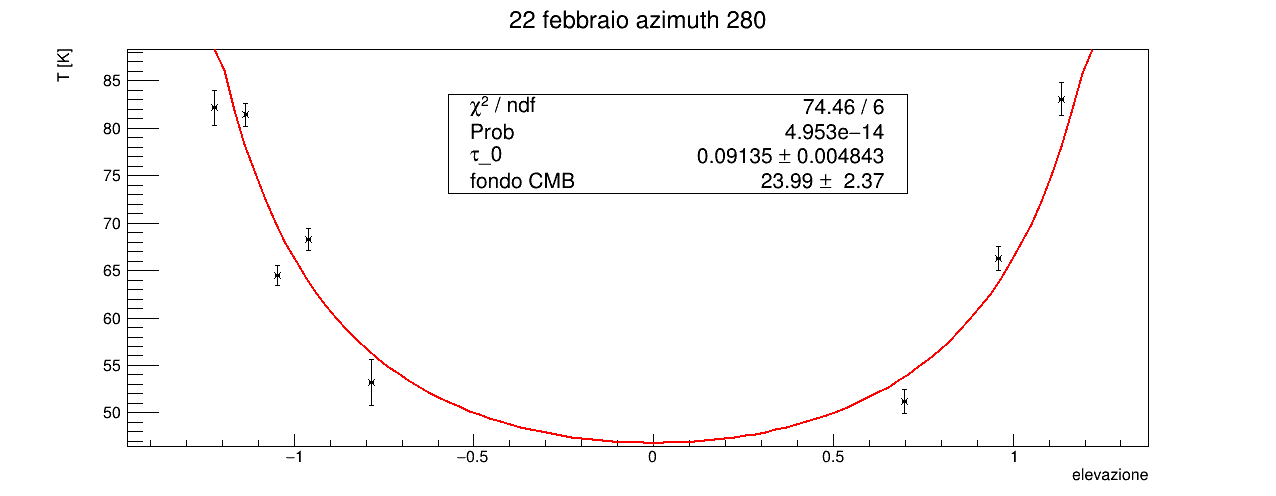 22 febbraio azimuth 280
T [K]
85
80
75
70
65
60
55
50
χ² / ndf 74.46 / 6
Prob 4.953e−14
τ_0 0.09135 ± 0.004843
fondo CMB 23.99 ± 2.37
−1 −0.5 0 0.5 1
elevazione